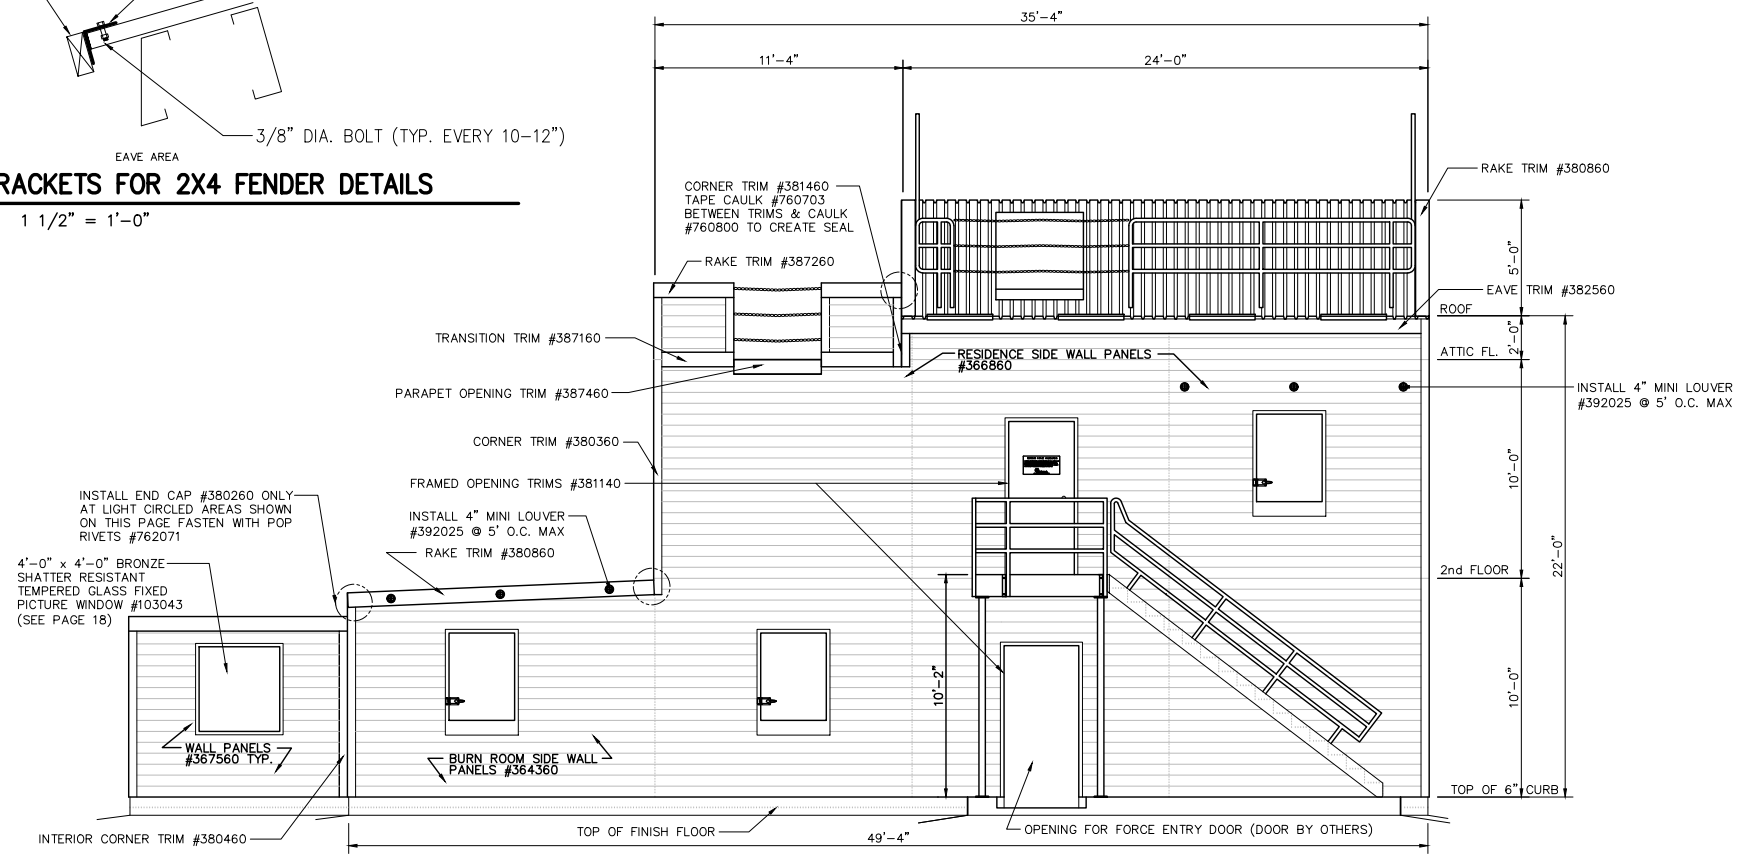 35'-4"
11'-4"
24'-0"
3/8" DIA. BOLT (TYP. EVERY 10-12")
EAVE AREA
RACKETS FOR 2X4 FENDER DETAILS
1 1/2" = 1'-0"
CORNER TRIM #381460
TAPE CAULK #760703
BETWEEN TRIMS & CAULK
#760800 TO CREATE SEAL
RAKE TRIM #380860
RAKE TRIM #387260
5'-0"
EAVE TRIM #382560
ROOF
TRANSITION TRIM #387160
RESIDENCE SIDE WALL PANELS
#366860
2'-0"
ATTIC FL.
PARAPET OPENING TRIM #387460
INSTALL 4" MINI LOUVER
#392025 @ 5' O.C. MAX
CORNER TRIM #380360
10'-0"
FRAMED OPENING TRIMS #381140
INSTALL END CAP #380260 ONLY
AT LIGHT CIRCLED AREAS SHOWN
ON THIS PAGE FASTEN WITH POP
RIVETS #762071
INSTALL 4" MINI LOUVER
#392025 @ 5' O.C. MAX
RAKE TRIM #380860
22'-0"
4'-0" x 4'-0" BRONZE
SHATTER RESISTANT
TEMPERED GLASS FIXED
PICTURE WINDOW #103043
(SEE PAGE 18)
2nd FLOOR
10'-2"
10'-0"
WALL PANELS
#367560 TYP.
BURN ROOM SIDE WALL
PANELS #364360
TOP OF 6" CURB
INTERIOR CORNER TRIM #380460
TOP OF FINISH FLOOR
OPENING FOR FORCE ENTRY DOOR (DOOR BY OTHERS)
49'-4"